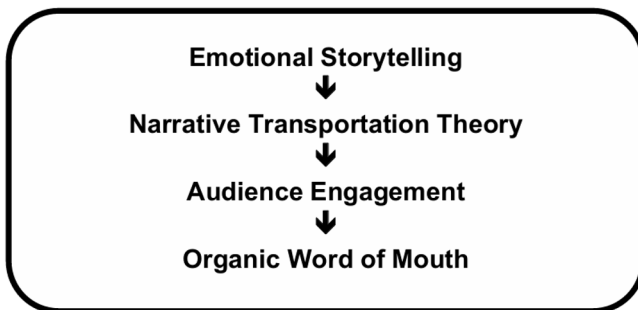 Emotional Storytelling
Narrative Transportation Theory
Audience Engagement
Organic Word of Mouth